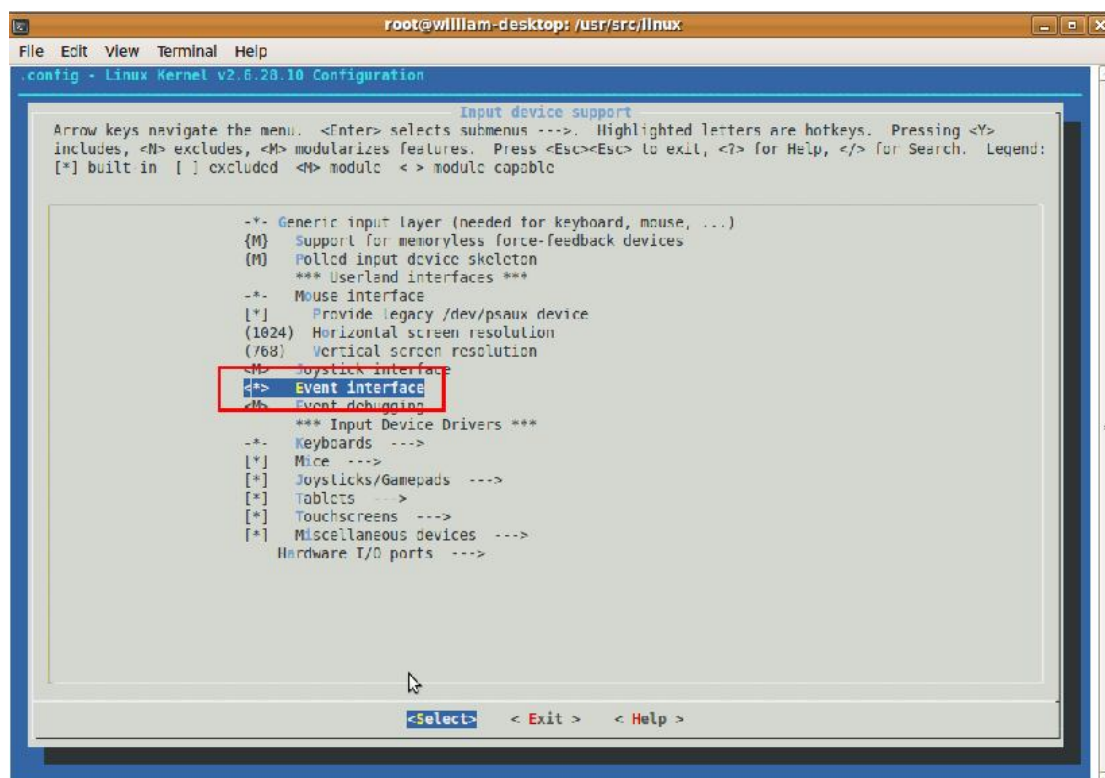 root@william-desktop: /usr/src/linux
File Edit View Terminal Help
.config - Linux Kernel v2.6.28.10 Configuration
Input device support
Arrow keys navigate the menu. <Enter> selects submenus --->. Highlighted letters are hotkeys. Pressing <Y>
includes, <N> excludes, <M> modularizes features. Press <Esc><Esc> to exit, <?> for Help, </> for Search. Legend:
[*] built-in [ ] excluded <M> module < > module capable
-*- Generic input layer (needed for keyboard, mouse, ...)
{M} Support for memoryless force-feedback devices
{M} Polled input device skeleton
*** Userland interfaces ***
-*- Mouse interface
[*] Provide legacy /dev/psaux device
(1024) Horizontal screen resolution
(768) Vertical screen resolution
<M> Joystick interface
<*> Event interface
<M> Event debugging
*** Input Device Drivers ***
-*- Keyboards --->
[*] Mice --->
[*] Joysticks/Gamepads --->
[*] Tablets --->
[*] Touchscreens --->
[*] Miscellaneous devices --->
Hardware I/O ports --->
<Select> < Exit > < Help >